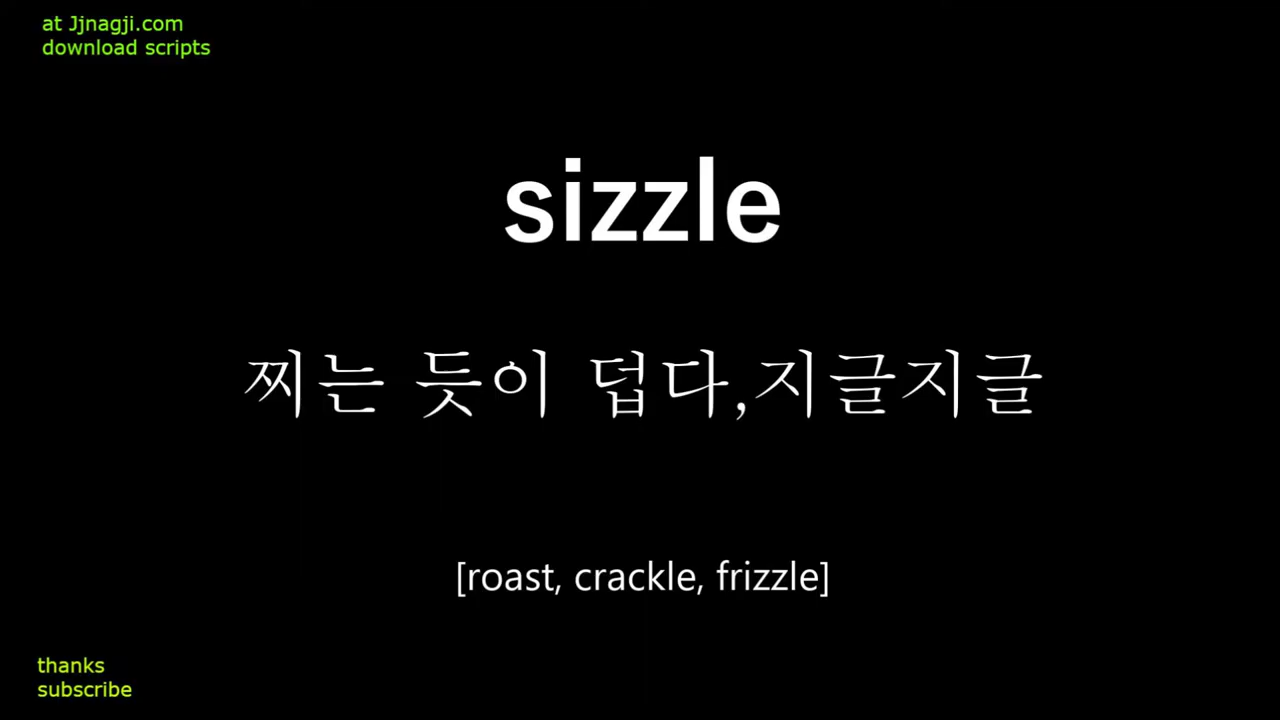 at Jjnagji.com
download scripts
sizzle
찌는 듯이 덥다,지글지글
[roast, crackle, frizzle]
thanks
subscribe